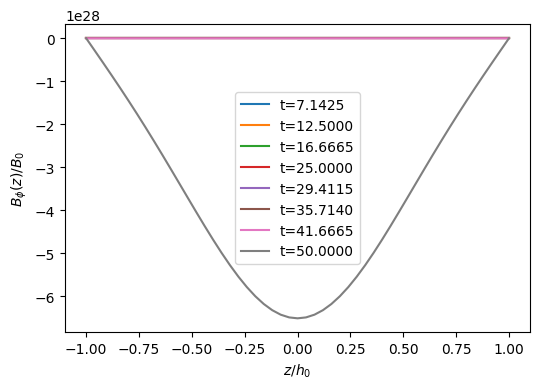 1e28
0
−1
−2
−3
−4
−5
−6
B_ϕ(z)/B_0
t=7.1425
t=12.5000
t=16.6665
t=25.0000
t=29.4115
t=35.7140
t=41.6665
t=50.0000
−1.00 −0.75 −0.50 −0.25 0.00 0.25 0.50 0.75 1.00
z/h_0